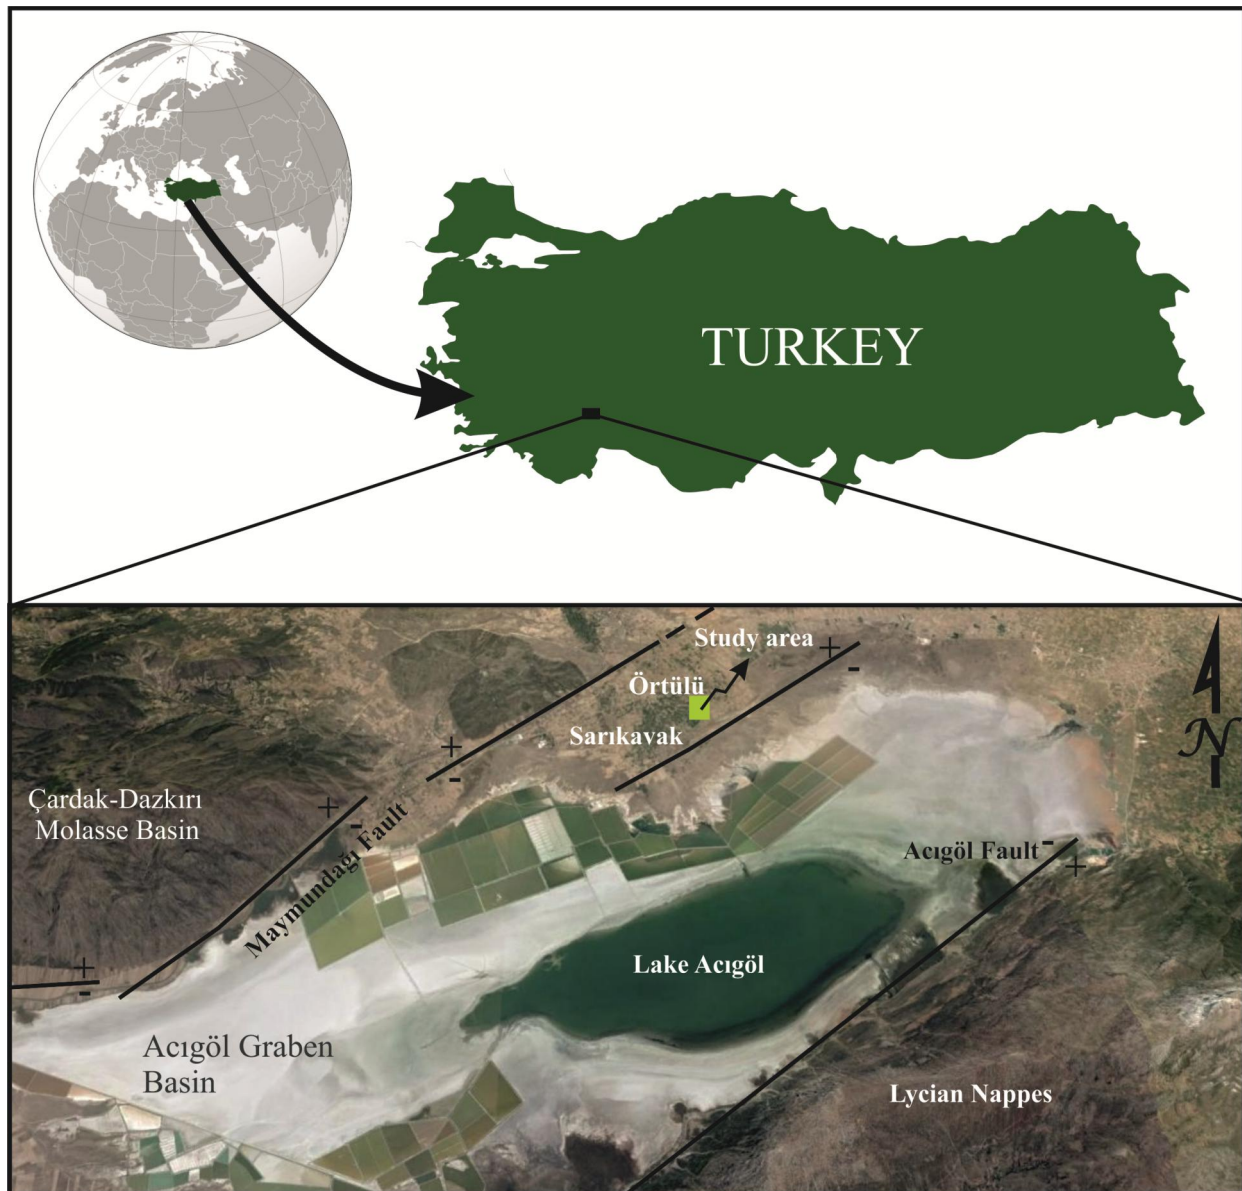 TURKEY
Study area
+
-
Örtülü
Sarıkavak
+
-
N
Çardak-Dazkırı
Molasse Basin
+
-
Maymundağı Fault
Acıgöl Fault
-
+
Lake Acıgöl
+
-
Acıgöl Graben
Basin
Lycian Nappes